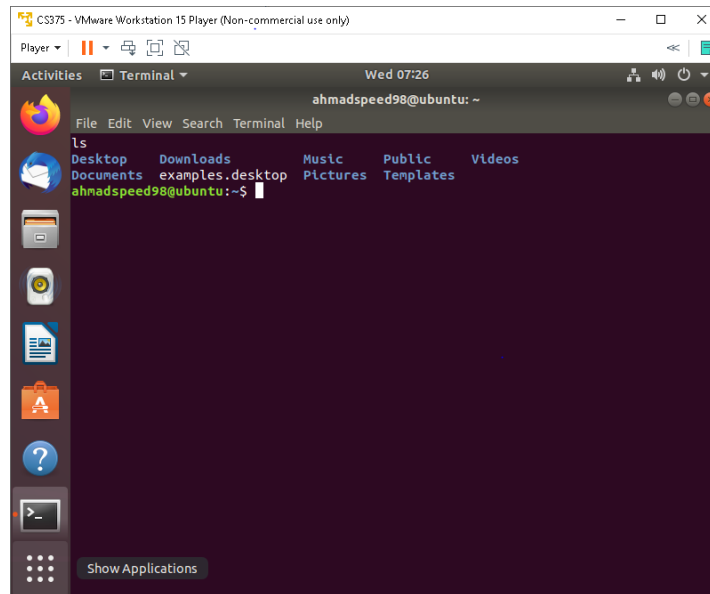 CS375 - VMware Workstation 15 Player (Non-commercial use only)
Player
Activities Terminal Wed 07:26
ahmadspeed98@ubuntu: ~
File Edit View Search Terminal Help
ls
Desktop Downloads Music Public Videos
Documents examples.desktop Pictures Templates
ahmadspeed98@ubuntu:~$
Show Applications